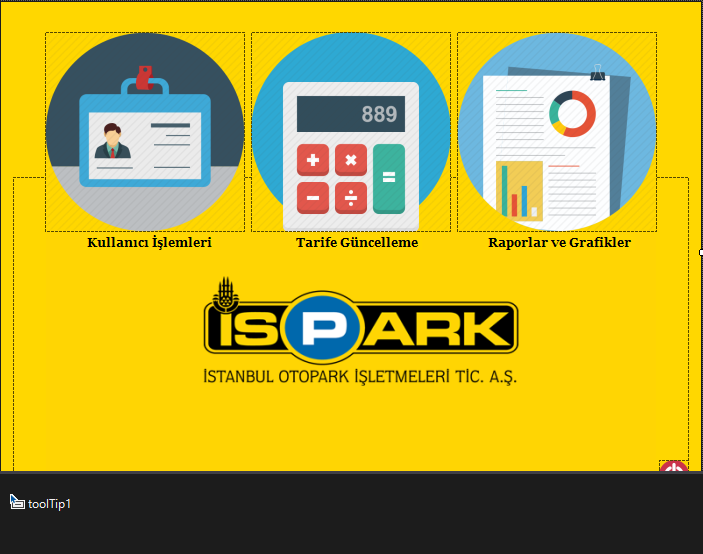 889
Kullanıcı İşlemleri
Tarife Güncelleme
Raporlar ve Grafikler
İSPARK
İSTANBUL OTOPARK İŞLETMELERİ TİC. A.Ş.
toolTip1